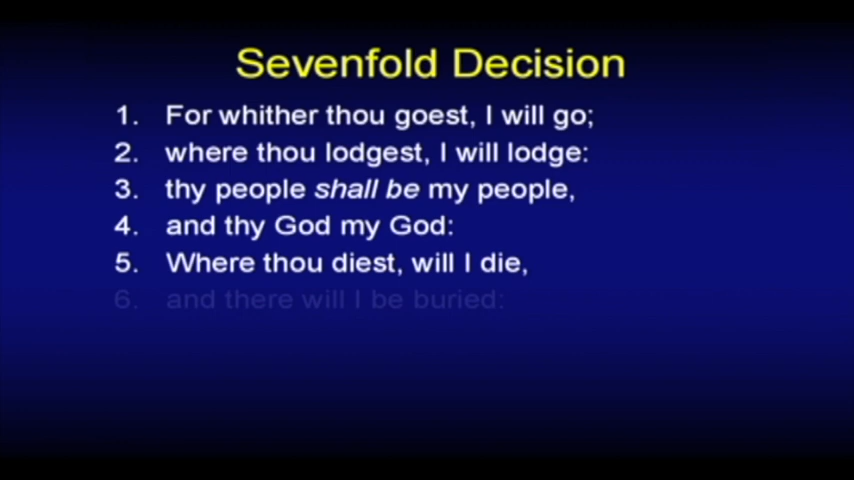 Sevenfold Decision
1. For whither thou goest, I will go;
2. where thou lodgest, I will lodge:
3. thy people shall be my people,
4. and thy God my God:
5. Where thou diest, will I die,
6. and there will I be buried: